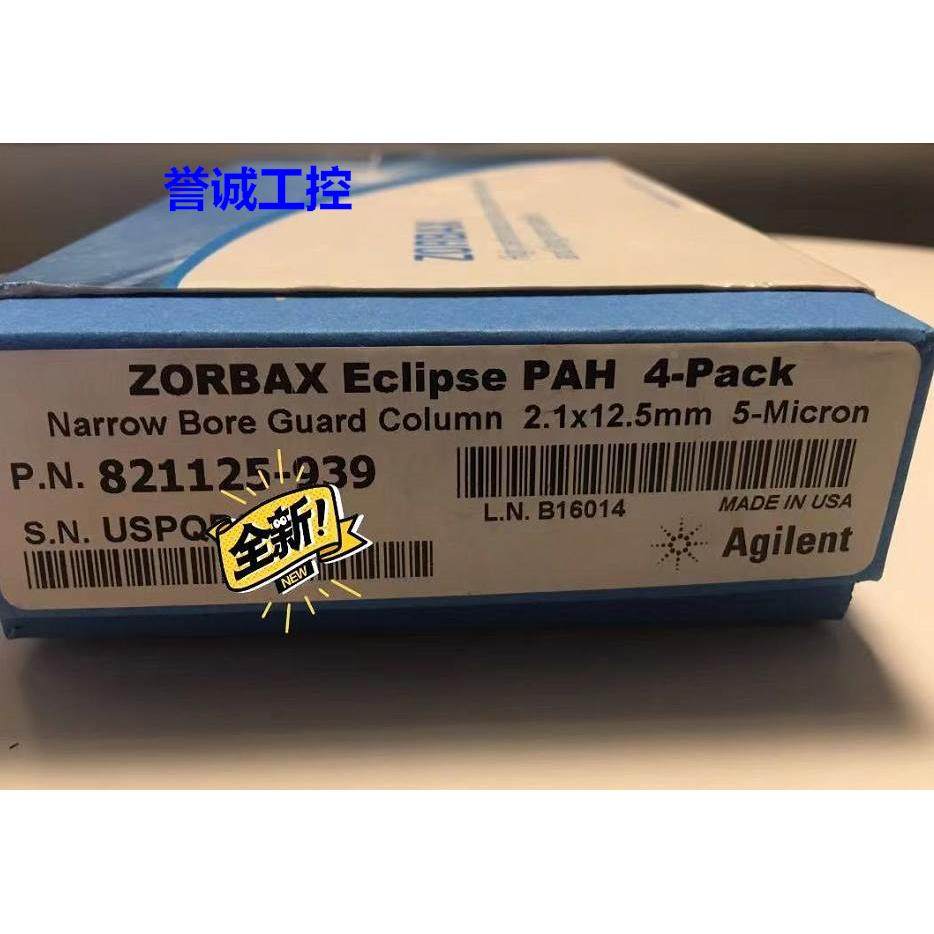 誉诚工控
ZORBAX
ZORBAX Eclipse PAH 4-Pack
Narrow Bore Guard Column 2.1x12.5mm 5-Micron
P.N. 821125-939
L.N. B16014
MADE IN USA
S.N. USPQ
全新!
NEW
Agilent